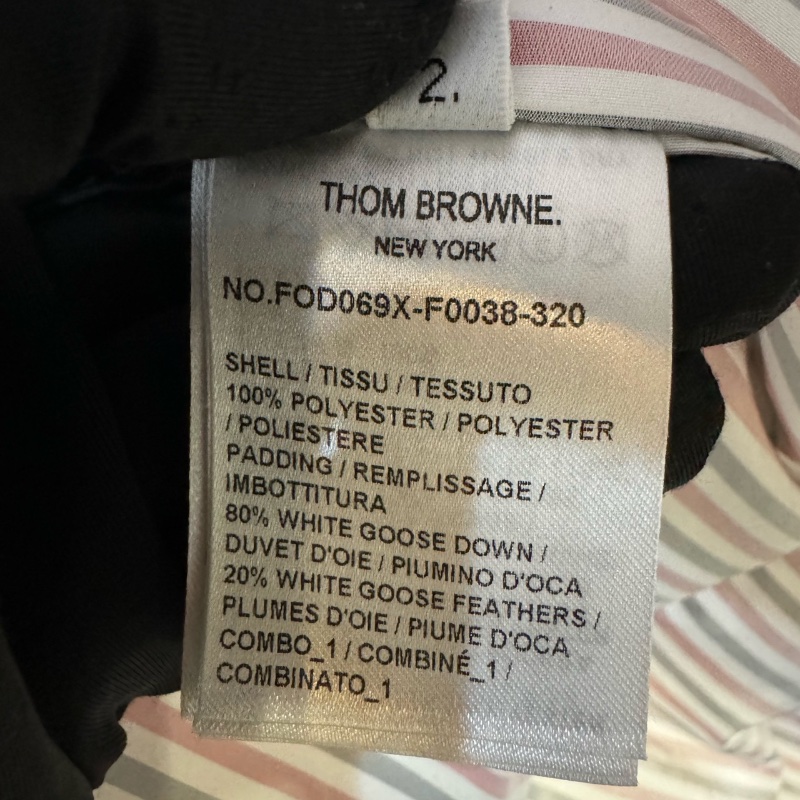 2.
THOM BROWNE.
NEW YORK
NO.FOD069X-F0038-320
SHELL / TISSU / TESSUTO
100% POLYESTER / POLYESTER
/ POLIESTERE
PADDING / REMPLISSAGE /
IMBOTTITURA
80% WHITE GOOSE DOWN /
DUVET D'OIE / PIUMINO D'OCA
20% WHITE GOOSE FEATHERS /
PLUMES D'OIE / PIUME D'OCA
COMBO_1 / COMBINÉ_1 /
COMBINATO_1